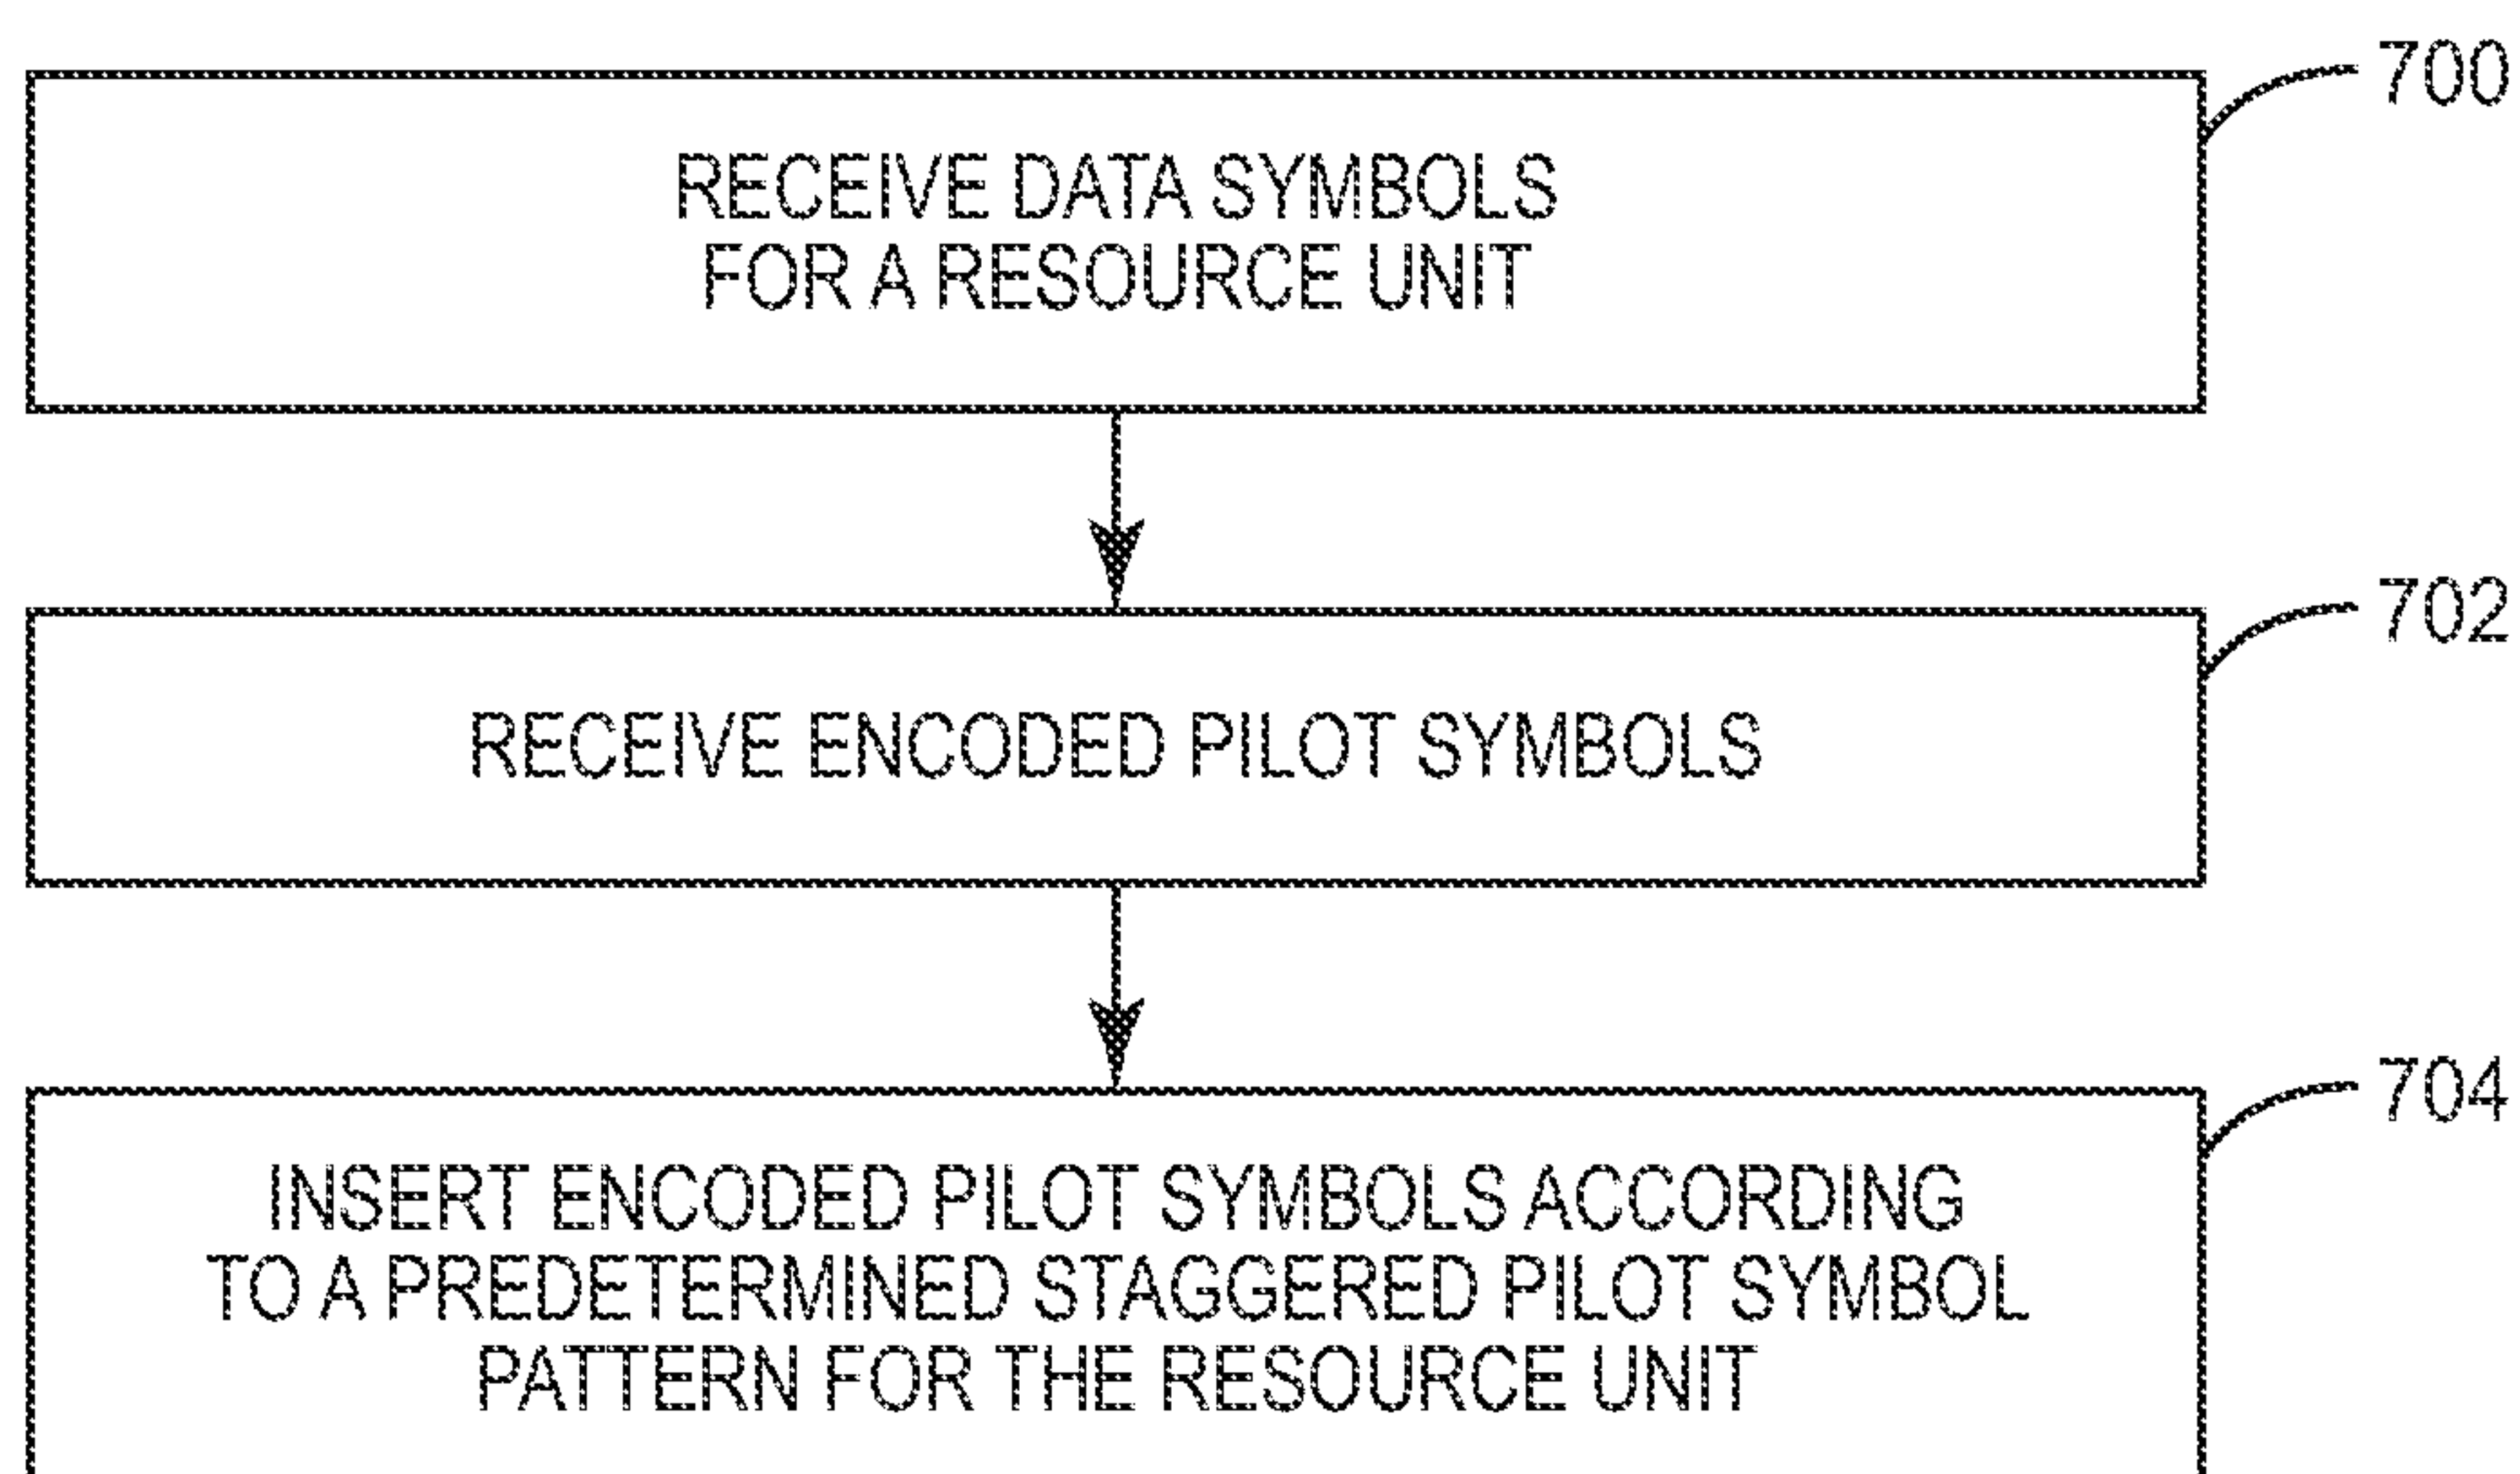 700
RECEIVE DATA SYMBOLS
FOR A RESOURCE UNIT
702
RECEIVE ENCODED PILOT SYMBOLS
704
INSERT ENCODED PILOT SYMBOLS ACCORDING
TO A PREDETERMINED STAGGERED PILOT SYMBOL
PATTERN FOR THE RESOURCE UNIT